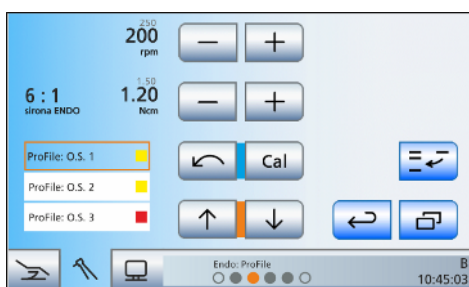 250
200
rpm
6 : 1
sirona ENDO
1.50
1.20
Ncm
ProFile: O.S. 1
Cal
ProFile: O.S. 2
ProFile: O.S. 3
Endo: ProFile
B
10:45:03